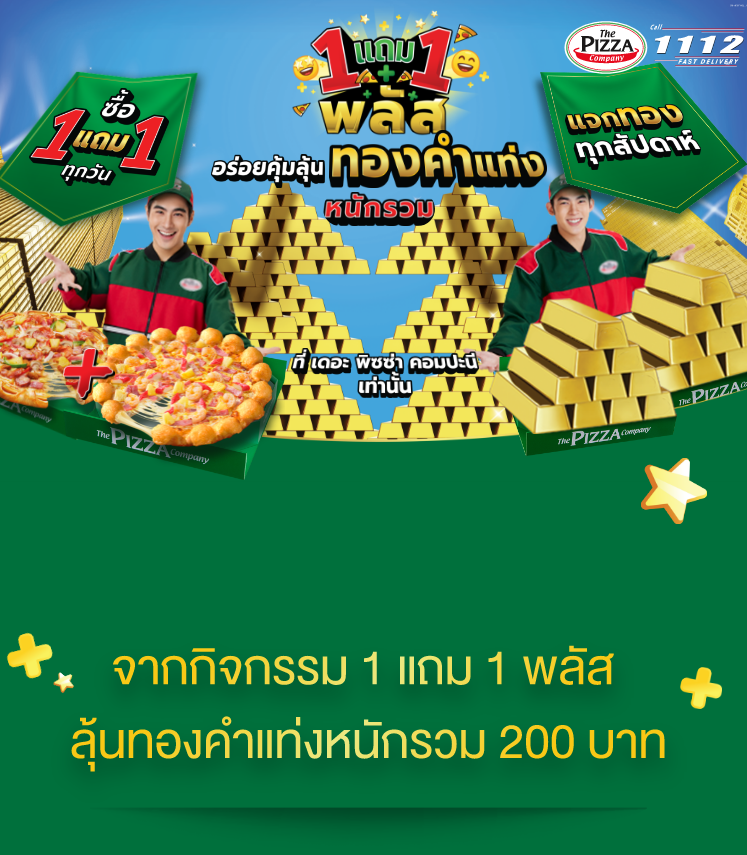 1 แถม 1
+
พลัส
อร่อยคุ้มลุ้น ทองคำแท่ง
หนักรวม
The
PIZZA
Company
Call
1112
FAST DELIVERY
ซื้อ
1 แถม 1
ทุกวัน
แจกทอง
ทุกสัปดาห์
ที่ เดอะ พิซซ่า คอมปะนี
เท่านั้น
+
ZZA Company
The PIZZA Company
The PIZZA Company
The PIZZA C
จากกิจกรรม 1 แถม 1 พลัส
ลุ้นทองคำแท่งหนักรวม 200 บาท